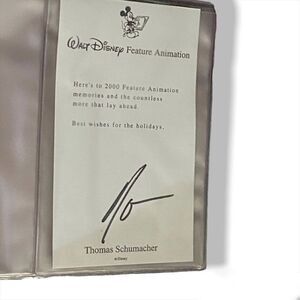 Walt Disney Feature Animation
Here's to 2000 Feature Animation
memories and the countless
more that lay ahead.
Best wishes for the holidays,
Thomas Schumacher
©Disney